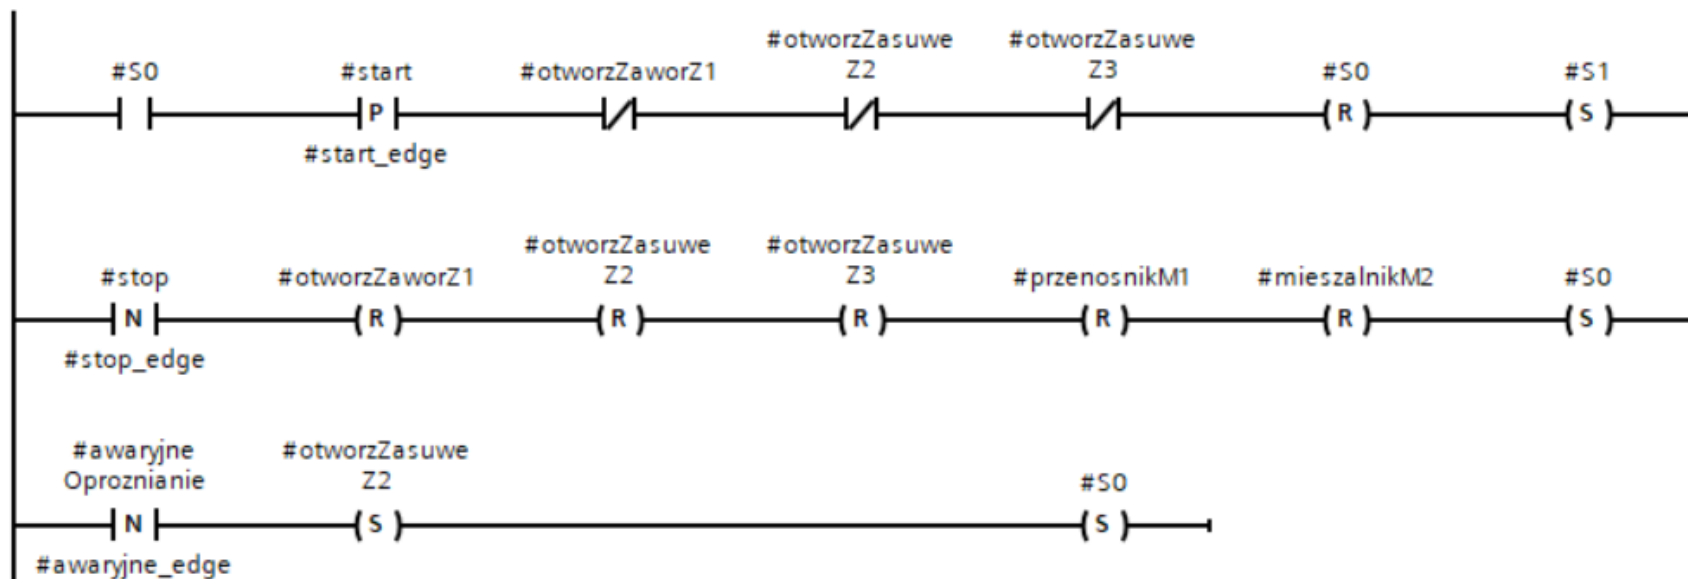 #otworzZasuwe #otworzZasuwe
#S0 #start #otworzZaworZ1 Z2 Z3 #S0 #S1
P R S
#start_edge
#otworzZasuwe #otworzZasuwe
#stop #otworzZaworZ1 Z2 Z3 #przenosnikM1 #mieszalnikM2 #S0
N R R R R R S
#stop_edge
#awaryjne #otworzZasuwe
Oproznianie Z2 #S0
N S S
#awaryjne_edge